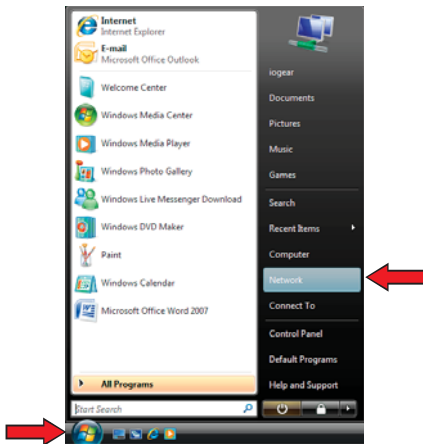 Internet
Internet Explorer
E-mail
Microsoft Office Outlook
Welcome Center
Windows Media Center
Windows Media Player
Windows Photo Gallery
Windows Live Messenger Download
Windows DVD Maker
Paint
Windows Calendar
Microsoft Office Word 2007
All Programs
Start Search
iogear
Documents
Pictures
Music
Games
Search
Recent Items
Computer
Network
Connect To
Control Panel
Default Programs
Help and Support